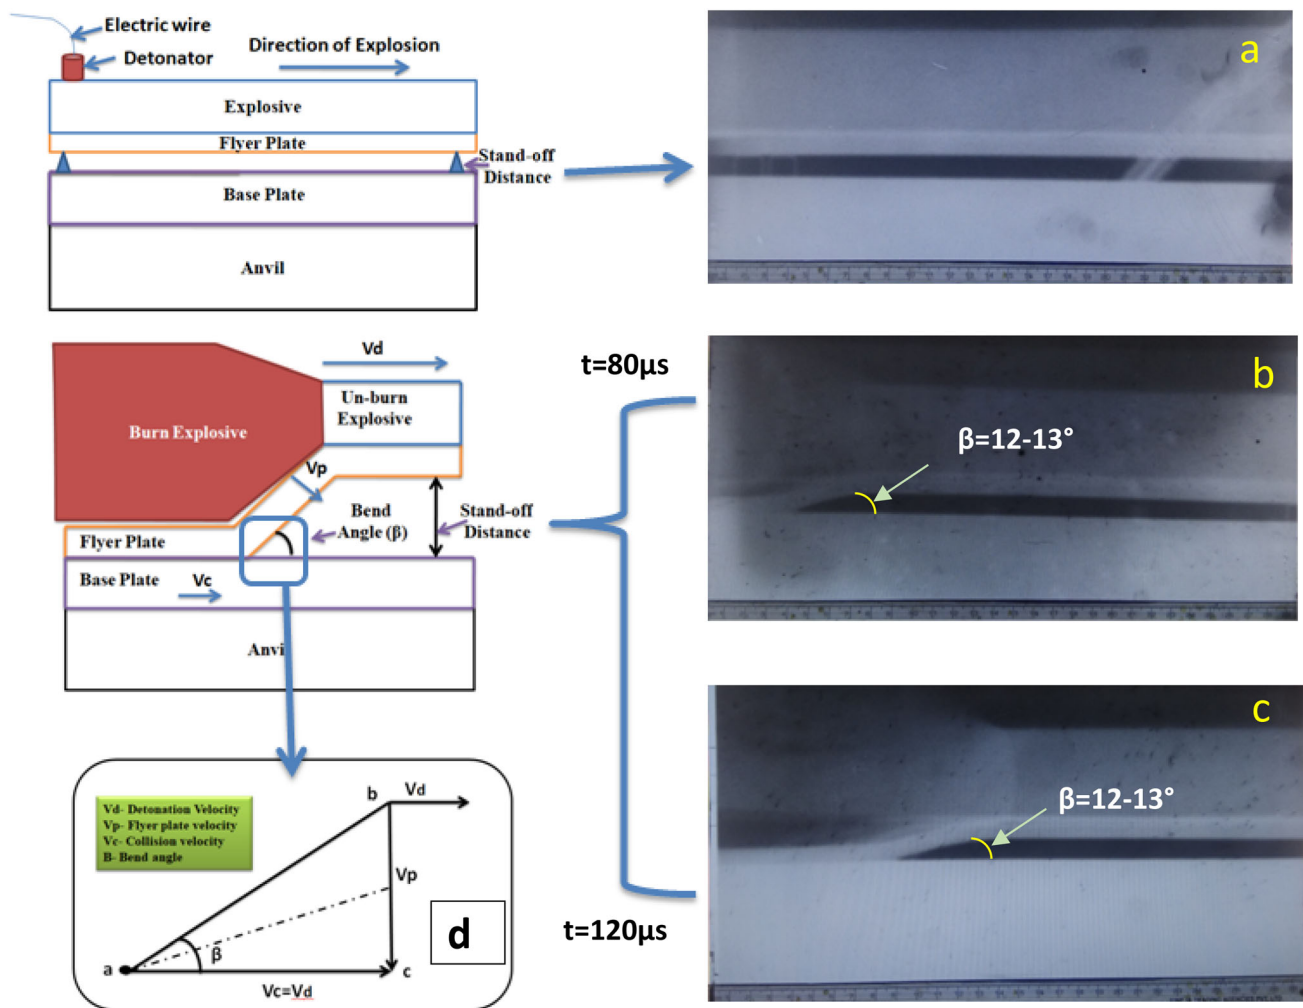 Electric wire
Detonator
Direction of Explosion
Explosive
Flyer Plate
Stand-off
Distance
Base Plate
Anvil
a
Vd
Un-burn
Explosive
Burn Explosive
Vp
Bend
Angle (β)
Stand-off
Distance
Flyer Plate
Base Plate
Vc
Anvi
t=80µs
b
β=12-13°
c
β=12-13°
t=120µs
Vd- Detonation Velocity
Vp- Flyer plate velocity
Vc- Collision velocity
B- Bend angle
b
Vd
Vp
β
a
c
Vc=Vd
d